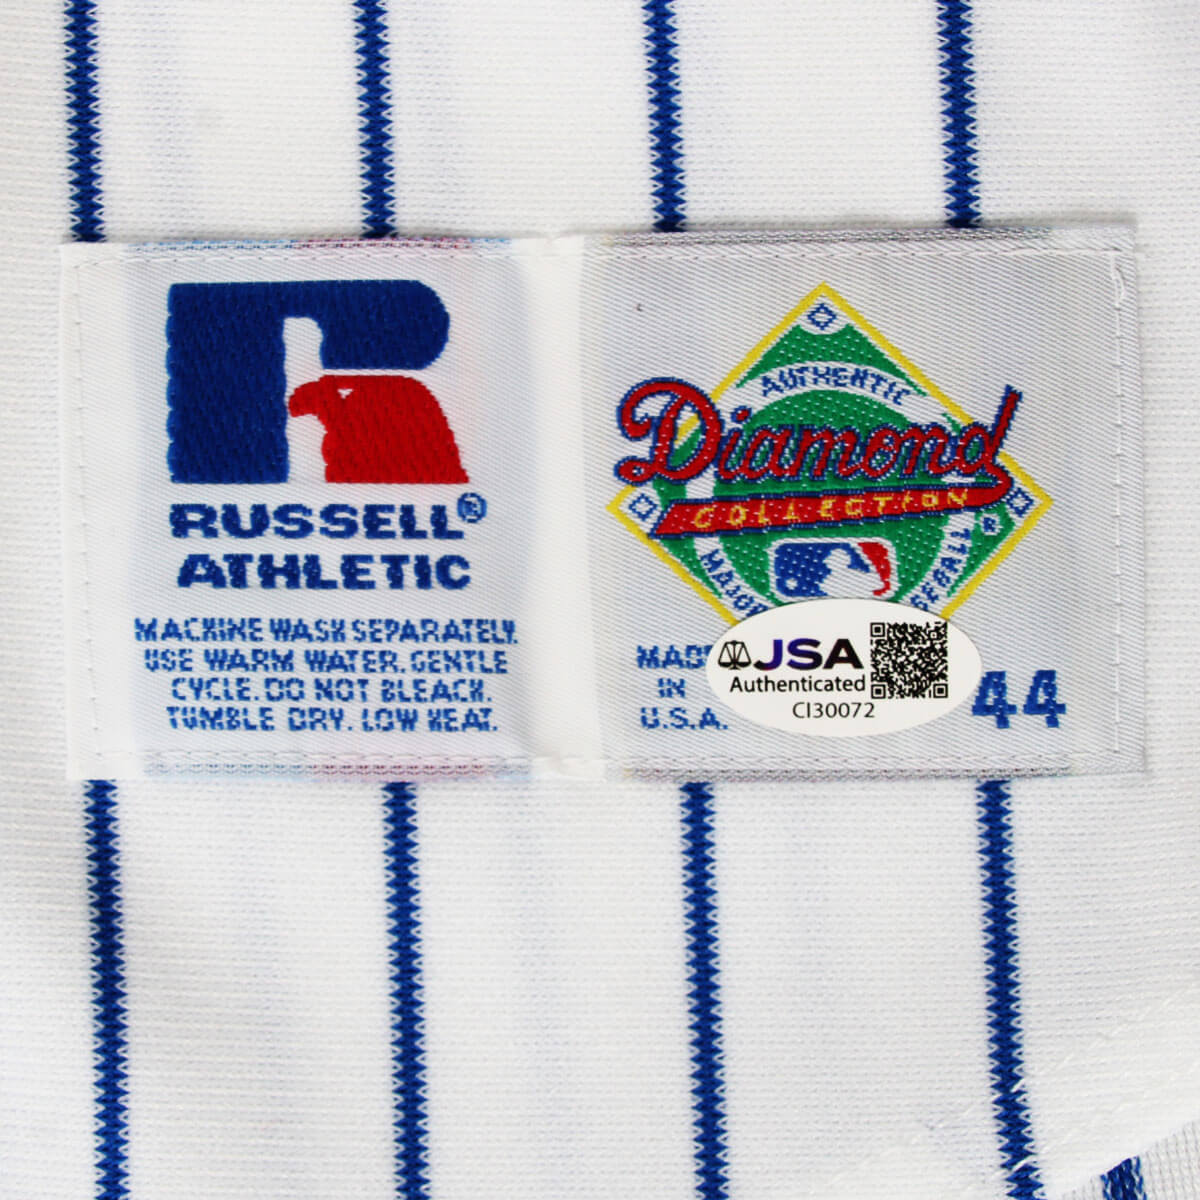 RUSSELL®
ATHLETIC
MACHINE WASH SEPARATELY.
USE WARM WATER. GENTLE
CYCLE. DO NOT BLEACH.
TUMBLE DRY. LOW HEAT.
AUTHENTIC
Diamond
COLLECTION
®
IN
U.S.A.
44
JSA
Authenticated
CI30072